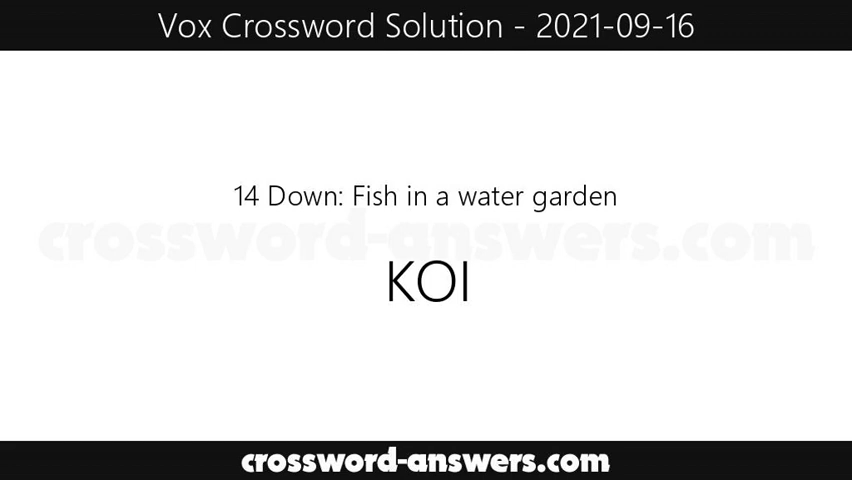 Vox Crossword Solution - 2021-09-16
14 Down: Fish in a water garden
crossword-answers.com
KOI
crossword-answers.com